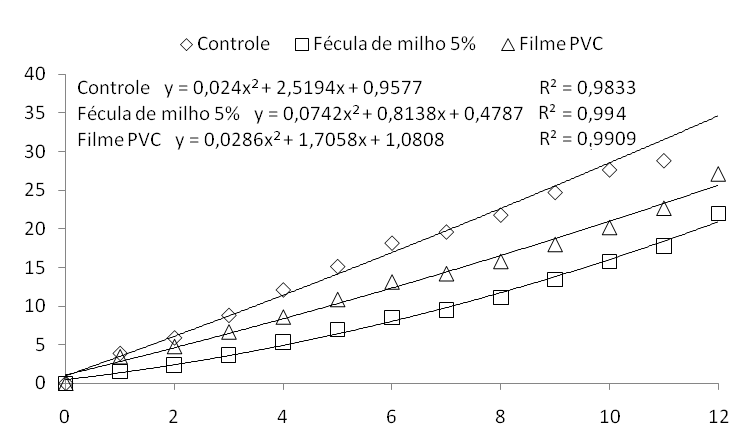 Controle Fécula de milho 5% Filme PVC
40
Controle y = 0,024x² + 2,5194x + 0,9577 R² = 0,9833
35
Fécula de milho 5% y = 0,0742x² + 0,8138x + 0,4787 R² = 0,994
Filme PVC y = 0,0286x² + 1,7058x + 1,0808 R² = 0,9909
30
25
20
15
10
5
0
0 2 4 6 8 10 12